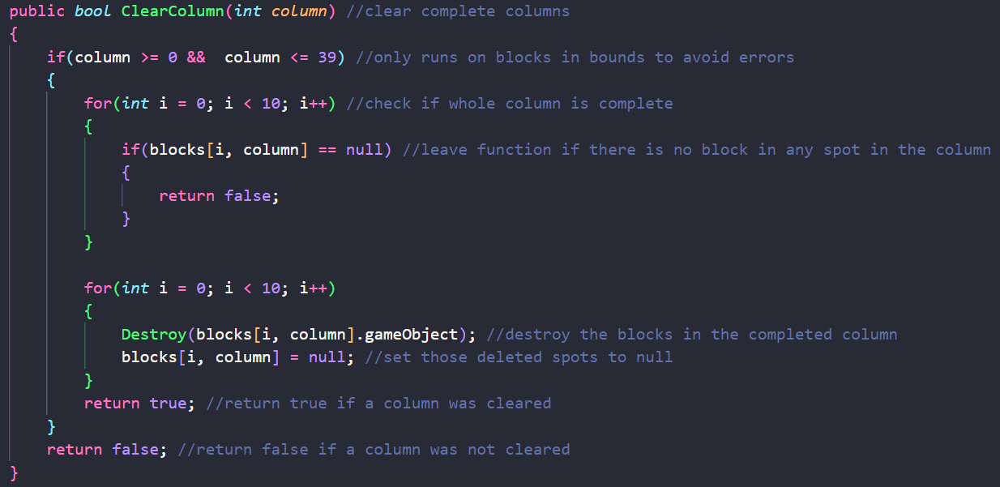 public bool ClearColumn(int column) //clear complete columns
{
    if(column >= 0 &&  column <= 39) //only runs on blocks in bounds to avoid errors
    {
        for(int i = 0; i < 10; i++) //check if whole column is complete
        {
            if(blocks[i, column] == null) //leave function if there is no block in any spot in the column
            {
                return false;
            }
        }

        for(int i = 0; i < 10; i++)
        {
            Destroy(blocks[i, column].gameObject); //destroy the blocks in the completed column
            blocks[i, column] = null; //set those deleted spots to null
        }
        return true; //return true if a column was cleared
    }
    return false; //return false if a column was not cleared
}